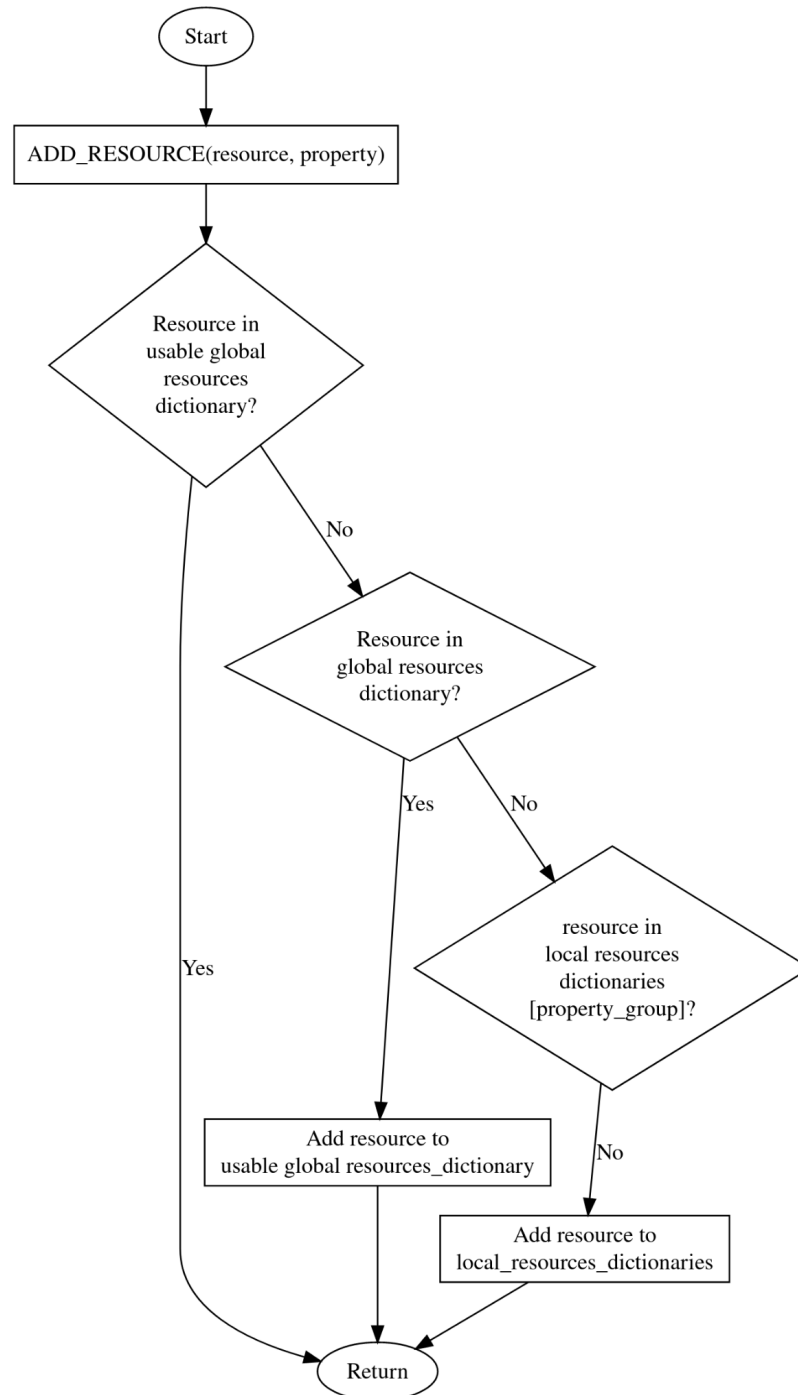 Start
ADD_RESOURCE(resource, property)
Resource in
usable global
resources
dictionary?
No
Resource in
global resources
dictionary?
Yes
No
resource in
local resources
dictionaries
[property_group]?
Yes
Add resource to
usable global resources_dictionary
No
Add resource to
local_resources_dictionaries
Return